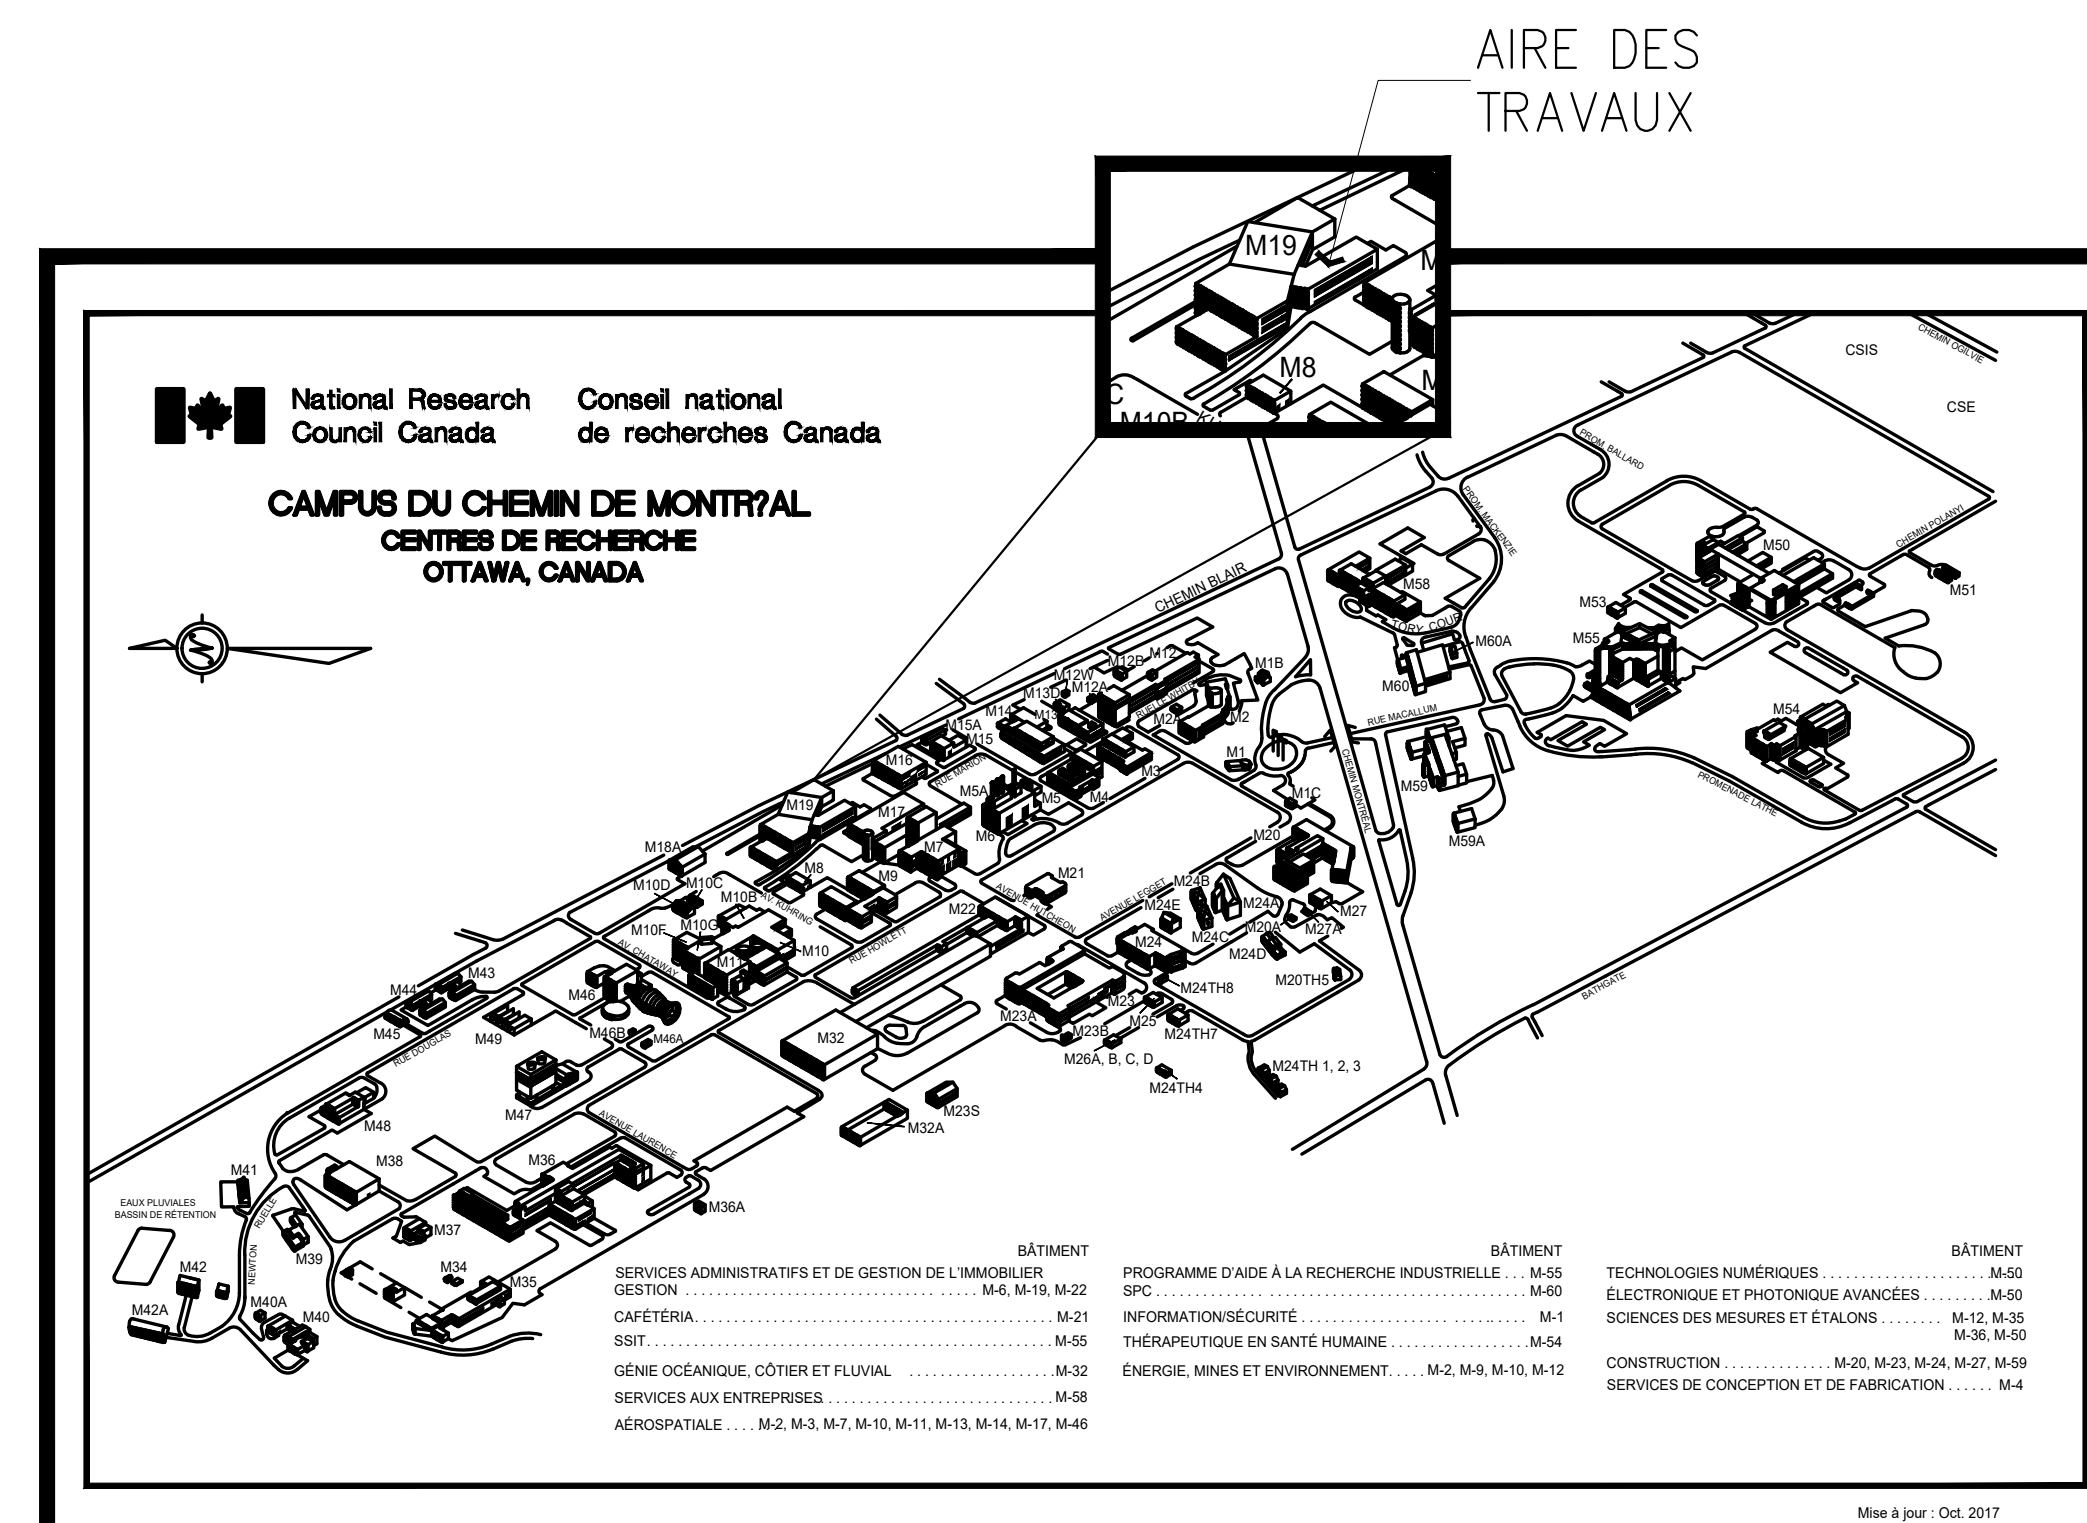 AIRE DES
TRAVAUX
M19
M8
M10B
National Research
Council Canada
Conseil national
de recherches Canada
CAMPUS DU CHEMIN DE MONTR?AL
CENTRES DE RECHERCHE
OTTAWA, CANADA
CHEMIN OGILVIE
CSIS
CSE
PROM. BALLARD
PROM. MACKENZIE
CHEMIN POLANYI
M50
M51
M53
M55
M58
TORY COUR
M60A
M60
CHEMIN BLAIR
RUE MACALLUM
M54
M59
M59A
PROMENADE LATHE
CHEMIN MONTRÉAL
BATHGATE
M12B
M12
M12W
M12A
M1B
M13D
M13
M14
RUELLE WHITBY
M2A
M2
M15A
M15
M1
M3
M16
RUE MARION
M5A
M5
M4
M1C
M19
M17
M6
M20
M18A
M7
M8
M9
M21
M10D
M10C
M10B
AV. KUHRING
M22
AVENUE HUTCHEON
AVENUE LEGGET
M24B
M24E
M24A
M27
M10F
M10G
M10
M11
RUE HOWLETT
M24
M24C
M20A
M27A
M24D
AV. CHATAWAY
M20TH5
M43
M44
M45
M46
M46B
M46A
M49
RUE DOUGLAS
M32
M23A
M23
M24TH8
M25
M23B
M24TH7
M26A, B, C, D
M24TH4
M24TH 1, 2, 3
M47
M48
M23S
M32A
AVENUE LAURENCE
M38
M36
M41
M36A
EAUX PLUVIALES
BASSIN DE RÉTENTION
RUELLE
NEWTON
M37
M39
M34
M35
M42
M42A
M40A
M40
BÂTIMENT
SERVICES ADMINISTRATIFS ET DE GESTION DE L'IMMOBILIER
GESTION . . . . . . . . . . . . . . . . . . . . . . . . . . . . . . . . . . . . . M-6, M-19, M-22
CAFÉTÉRIA. . . . . . . . . . . . . . . . . . . . . . . . . . . . . . . . . . . . . . . . . . . . . . M-21
SSIT. . . . . . . . . . . . . . . . . . . . . . . . . . . . . . . . . . . . . . . . . . . . . . . . . . . . M-55
GÉNIE OCÉANIQUE, CÔTIER ET FLUVIAL . . . . . . . . . . . . . . . . . . . M-32
SERVICES AUX ENTREPRISES. . . . . . . . . . . . . . . . . . . . . . . . . . . . . . M-58
AÉROSPATIALE . . . . M-2, M-3, M-7, M-10, M-11, M-13, M-14, M-17, M-46
BÂTIMENT
PROGRAMME D'AIDE À LA RECHERCHE INDUSTRIELLE . . . M-55
SPC . . . . . . . . . . . . . . . . . . . . . . . . . . . . . . . . . . . . . . . . . . . . . . . M-60
INFORMATION/SÉCURITÉ . . . . . . . . . . . . . . . . . . . . . . . . . . . . M-1
THÉRAPEUTIQUE EN SANTÉ HUMAINE . . . . . . . . . . . . . . . . . . M-54
ÉNERGIE, MINES ET ENVIRONNEMENT. . . . . M-2, M-9, M-10, M-12
BÂTIMENT
TECHNOLOGIES NUMÉRIQUES . . . . . . . . . . . . . . . . . . . . . . M-50
ÉLECTRONIQUE ET PHOTONIQUE AVANCÉES . . . . . . . . . M-50
SCIENCES DES MESURES ET ÉTALONS . . . . . . . . M-12, M-35
M-36, M-50
CONSTRUCTION . . . . . . . . . . . . . . M-20, M-23, M-24, M-27, M-59
SERVICES DE CONCEPTION ET DE FABRICATION . . . . . . M-4
Mise à jour : Oct. 2017